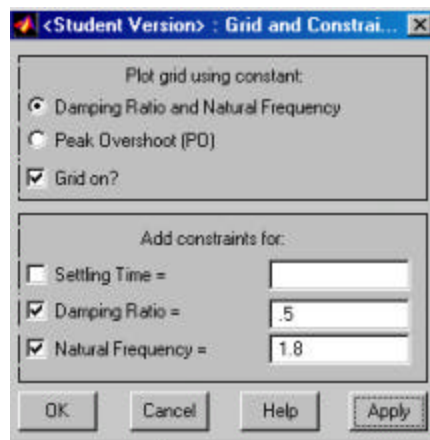 <Student Version> : Grid and Constrai...
Plot grid using constant:
Damping Ratio and Natural Frequency
Peak Overshoot (PO)
Grid on?
Add constraints for:
Settling Time =
Damping Ratio = .5
Natural Frequency = 1.8
OK Cancel Help Apply